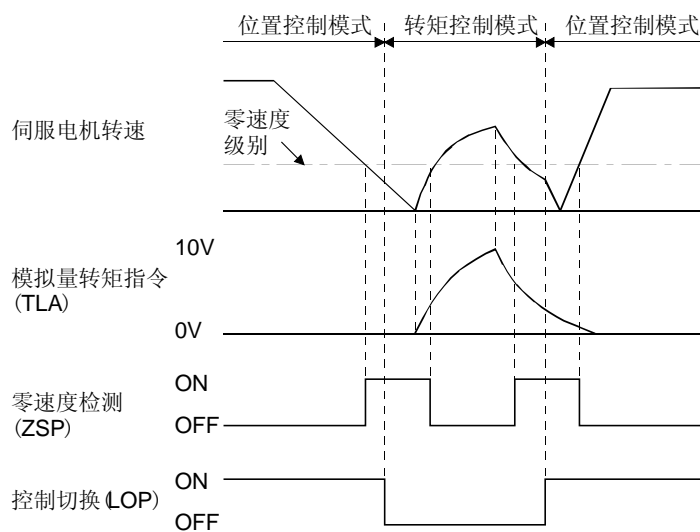 位置控制模式 转矩控制模式 位置控制模式
伺服电机转速
零速度
级别
10V
模拟量转矩指令
(TLA)
0V
ON
零速度检测
(ZSP)
OFF
ON
控制切换(LOP)
OFF